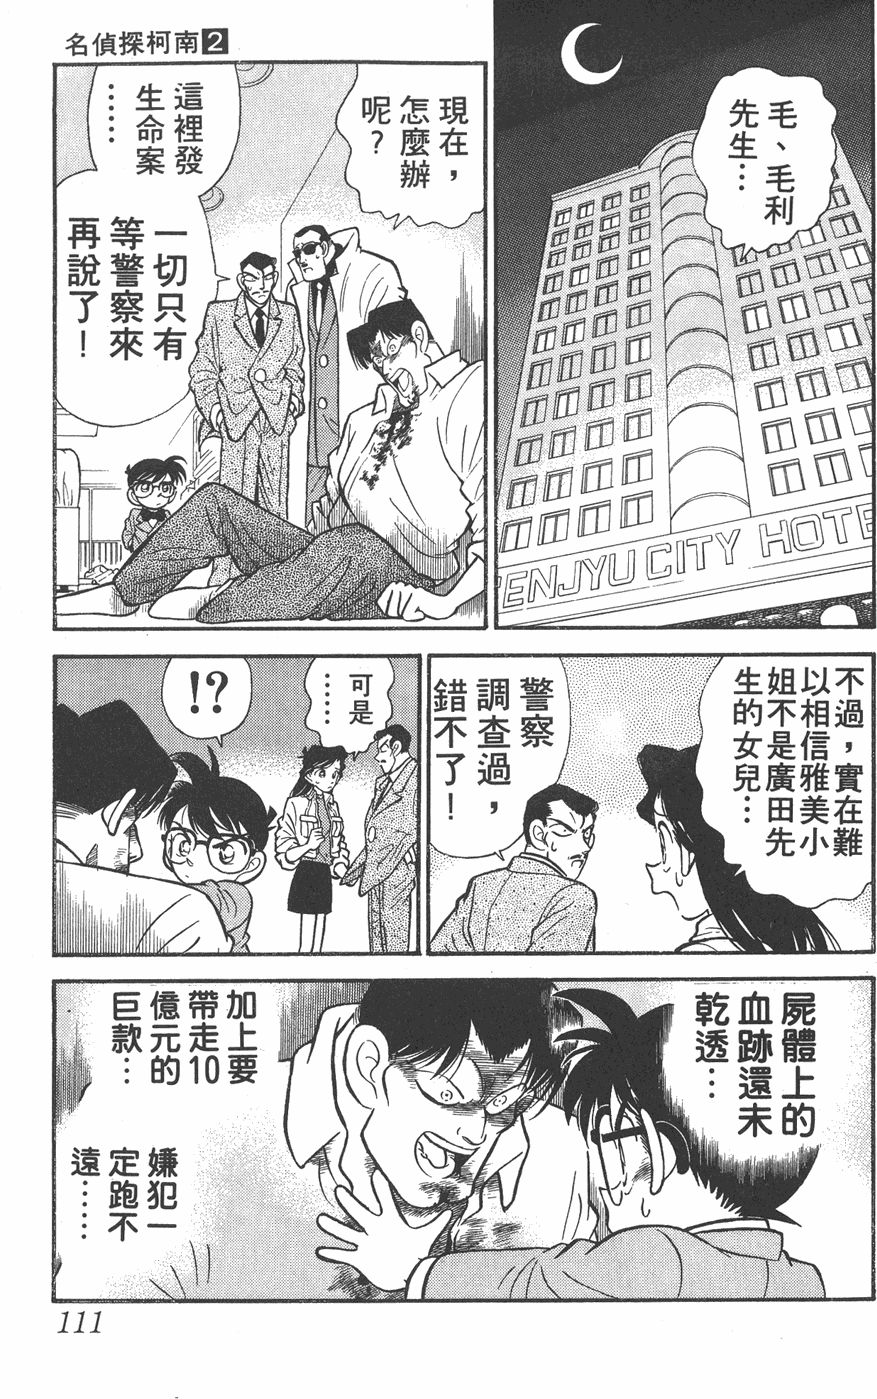 名偵探柯南2
毛、毛利
先生…
ENJYU CITY HOTE
現在，
怎麼辦
呢？
這裡發
生命案
……
一切只有
等警察來
再說了！
不過，實在難
以相信雅美小
姐不是廣田先
生的女兒…
警察
調查過，
錯不了！
可是
……
!?
屍體上的
血跡還未
乾透…
加上要
帶走10
億元的
巨款…
嫌犯一
定跑不
遠……
111